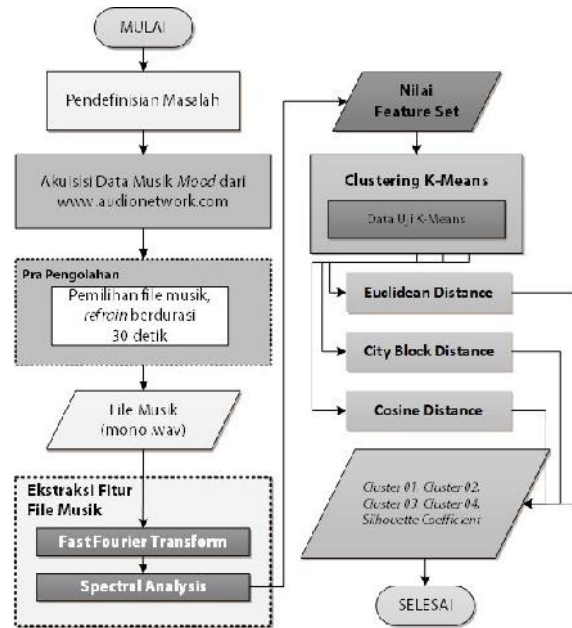 MULAI
Pendefinisian Masalah
Akuisisi Data Musik Mood dari
www.audionetwork.com
Pra Pengolahan
Pemilihan file musik,
refrain berdurasi
30 detik
File Musik
(mono .wav)
Ekstraksi Fitur
File Musik
Fast Fourier Transform
Spectral Analysis
Nilai
Feature Set
Clustering K-Means
Data Uji K-Means
Euclidean Distance
City Block Distance
Cosine Distance
Cluster 01, Cluster 02,
Cluster 03, Cluster 04,
Silhouette Coefficient
SELESAI